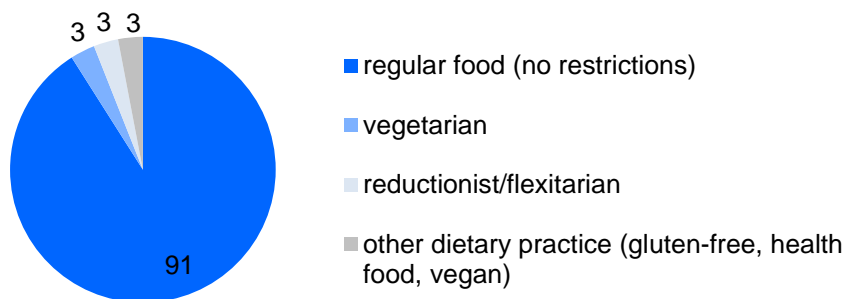 3 3 3
regular food (no restrictions)
vegetarian
reductionist/flexitarian
other dietary practice (gluten-free, health
food, vegan)
91